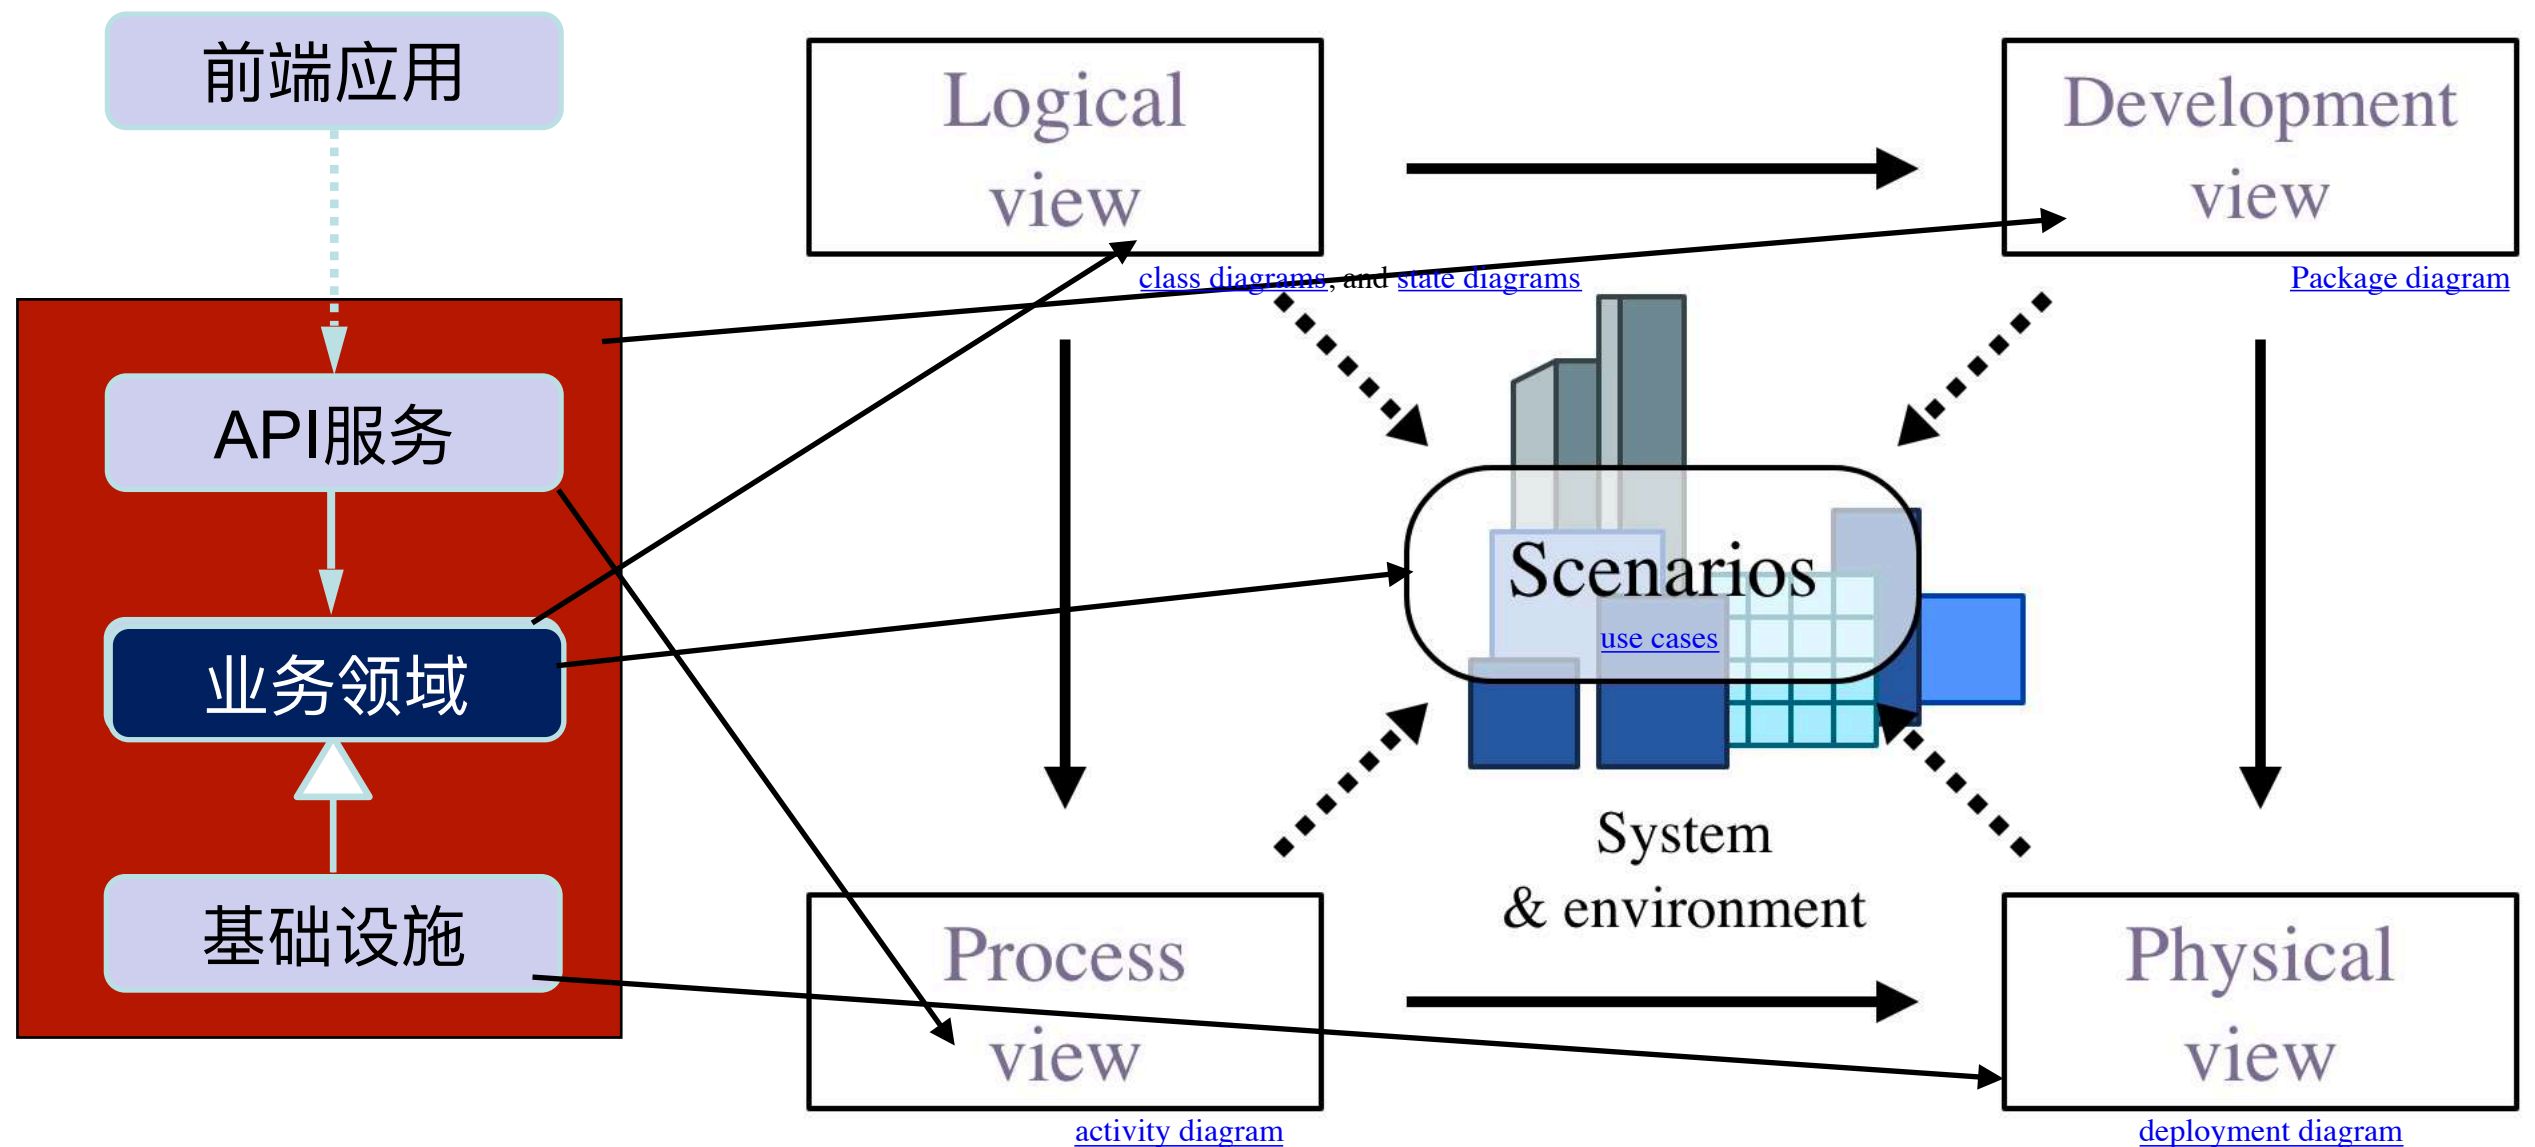 前端应用
API服务
业务领域
基础设施
Logical
view
class diagrams, and state diagrams
Development
view
Package diagram
Scenarios
use cases
System
& environment
Process
view
activity diagram
Physical
view
deployment diagram